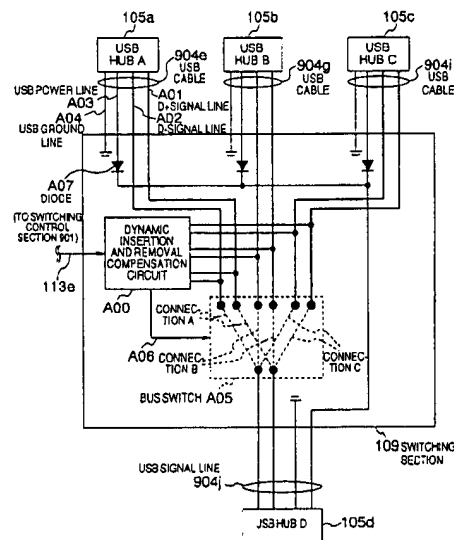 105a
105b
105c
USB
HUB A
USB
HUB B
USB
HUB C
904e
USB
CABLE
904g
USB
CABLE
904i
USB
CABLE
USB POWER LINE
A03
A04
USB GROUND
LINE
A01
D+SIGNAL LINE
A02
D-SIGNAL LINE
A07
DIODE
(TO SWITCHING
CONTROL
SECTION 901)
113e
DYNAMIC
INSERTION
AND REMOVAL
COMPENSATION
CIRCUIT
A00
CONNECTION
A
A06
CONNEC-
TION B
CONNEC-
TION C
BUS SWITCH A05
109 SWITCHING
SECTION
USB SIGNAL LINE
904j
JSB HUB D
105d